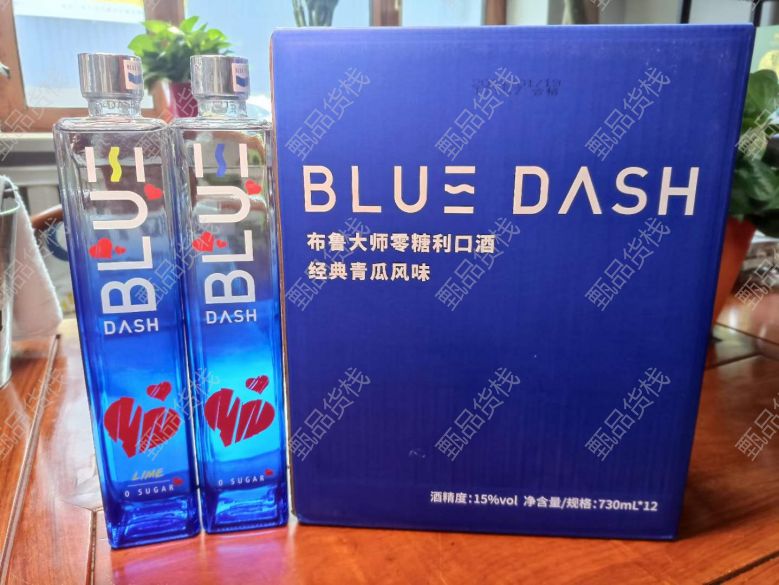 BLUE
DASH
LIME
0 SUGAR
BLUE
DASH
0 SUGAR
BLUE DASH
布鲁大师零糖利口酒
经典青瓜风味
酒精度:15%vol 净含量/规格:730mL*12
甄品货栈